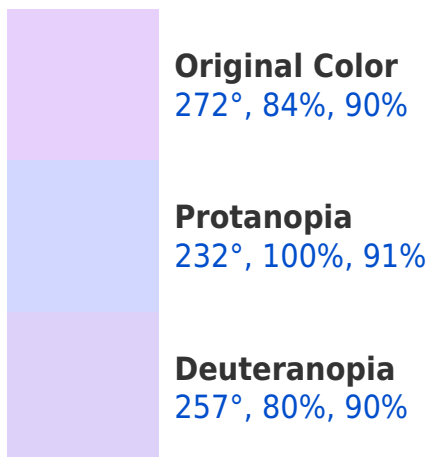 Original Color
272°, 84%, 90%
Protanopia
232°, 100%, 91%
Deuteranopia
257°, 80%, 90%